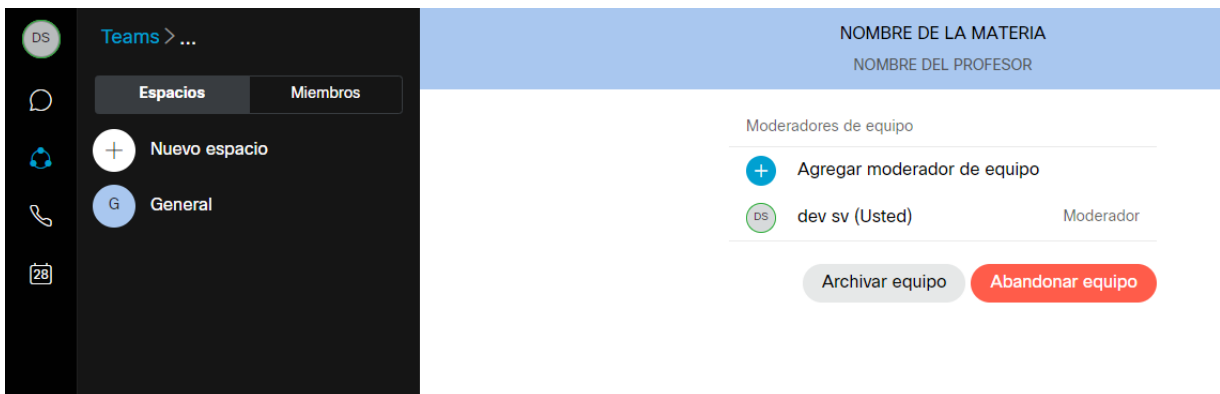 DS
Teams > ...
Espacios
Miembros
Nuevo espacio
G
General
28
NOMBRE DE LA MATERIA
NOMBRE DEL PROFESOR
Moderadores de equipo
Agregar moderador de equipo
DS
dev sv (Usted)
Moderador
Archivar equipo
Abandonar equipo